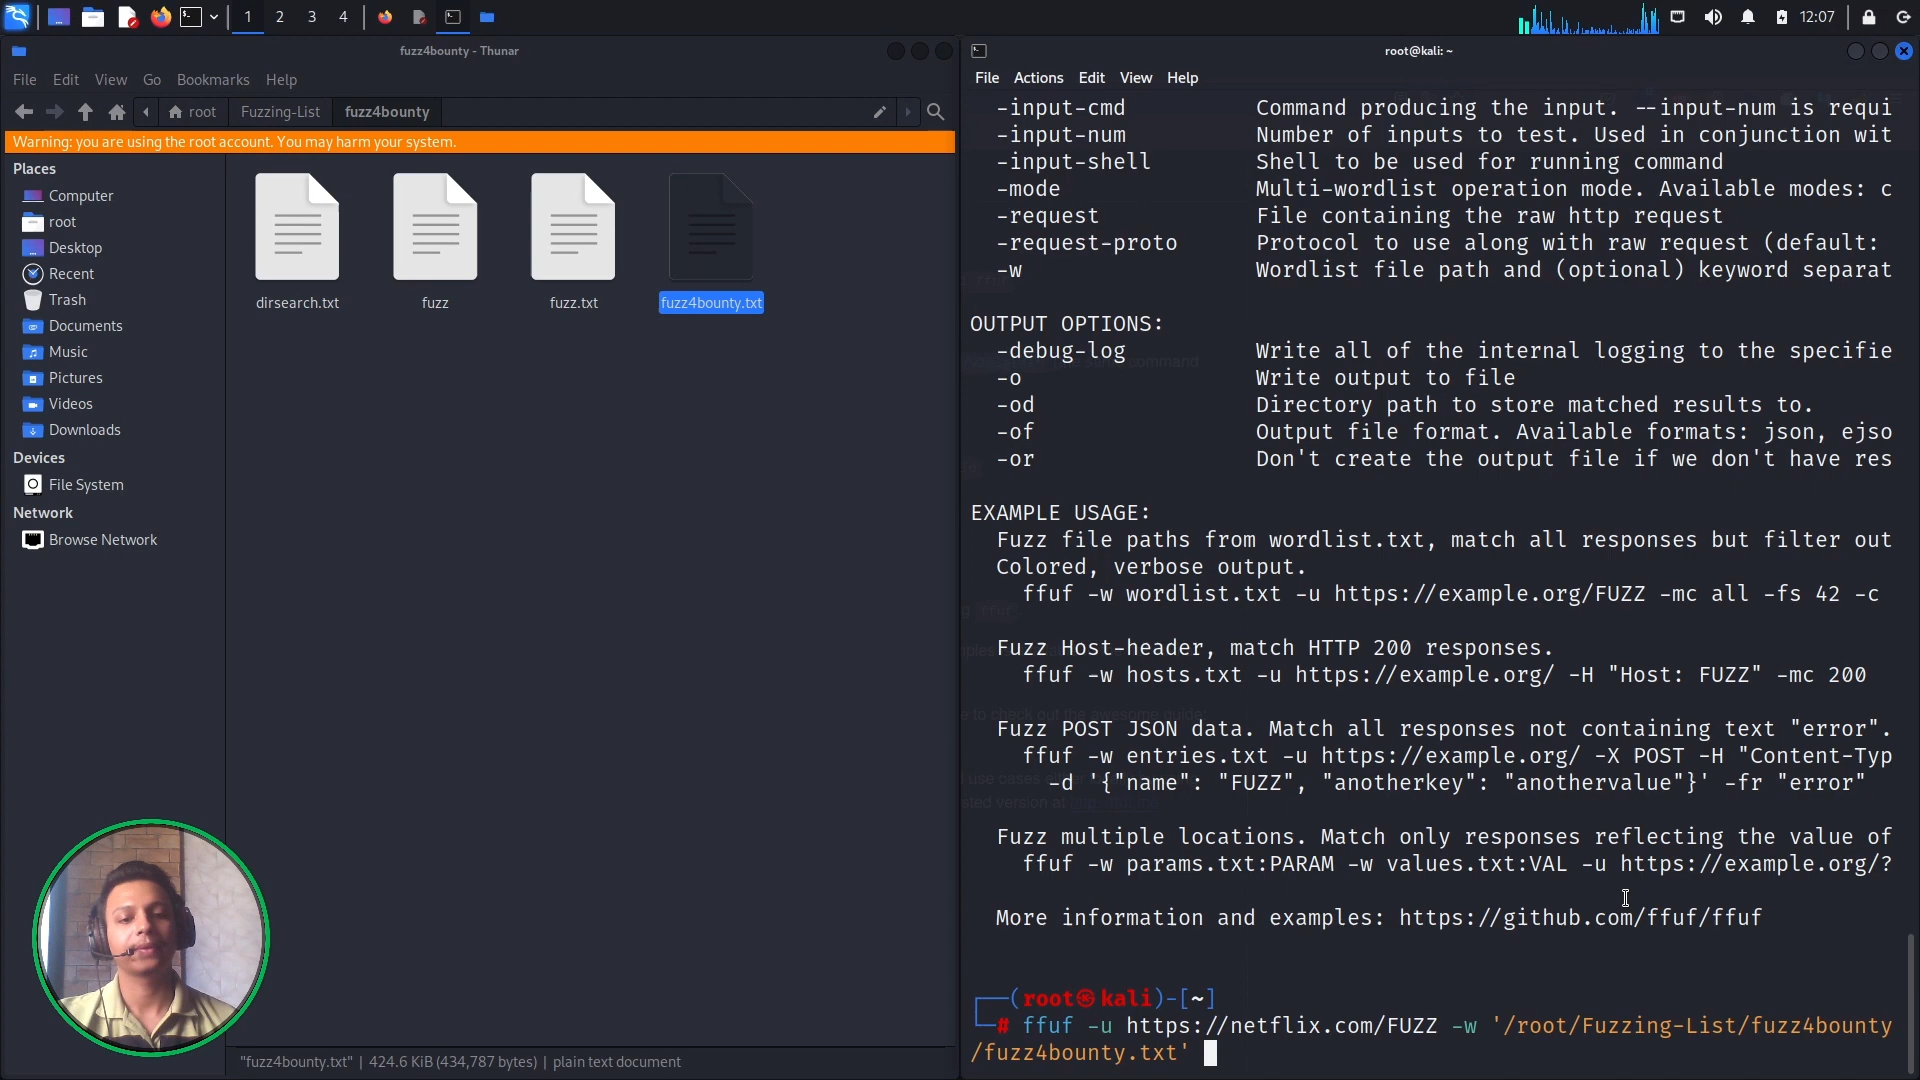 1 2 3 4
12:07
fuzz4bounty - Thunar
File Edit View Go Bookmarks Help
root Fuzzing-List fuzz4bounty
Warning: you are using the root account. You may harm your system.
Places
Computer
root
Desktop
Recent
Trash
Documents
Music
Pictures
Videos
Downloads
Devices
File System
Network
Browse Network
dirsearch.txt
fuzz
fuzz.txt
fuzz4bounty.txt
"fuzz4bounty.txt" | 424.6 KiB (434,787 bytes) | plain text document
root@kali: ~
File Actions Edit View Help
-input-cmd Command producing the input. --input-num is requi
-input-num Number of inputs to test. Used in conjunction wit
-input-shell Shell to be used for running command
-mode Multi-wordlist operation mode. Available modes: c
-request File containing the raw http request
-request-proto Protocol to use along with raw request (default:
-w Wordlist file path and (optional) keyword separat
OUTPUT OPTIONS:
-debug-log Write all of the internal logging to the specifie
-o Write output to file
-od Directory path to store matched results to.
-of Output file format. Available formats: json, ejso
-or Don't create the output file if we don't have res
EXAMPLE USAGE:
Fuzz file paths from wordlist.txt, match all responses but filter out
Colored, verbose output.
ffuf -w wordlist.txt -u https://example.org/FUZZ -mc all -fs 42 -c
Fuzz Host-header, match HTTP 200 responses.
ffuf -w hosts.txt -u https://example.org/ -H "Host: FUZZ" -mc 200
Fuzz POST JSON data. Match all responses not containing text "error".
ffuf -w entries.txt -u https://example.org/ -X POST -H "Content-Typ
-d '{"name": "FUZZ", "anotherkey": "anothervalue"}' -fr "error"
Fuzz multiple locations. Match only responses reflecting the value of
ffuf -w params.txt:PARAM -w values.txt:VAL -u https://example.org/?
More information and examples: https://github.com/ffuf/ffuf
(root㉿kali)-[~]
# ffuf -u https://netflix.com/FUZZ -w '/root/Fuzzing-List/fuzz4bounty
/fuzz4bounty.txt'